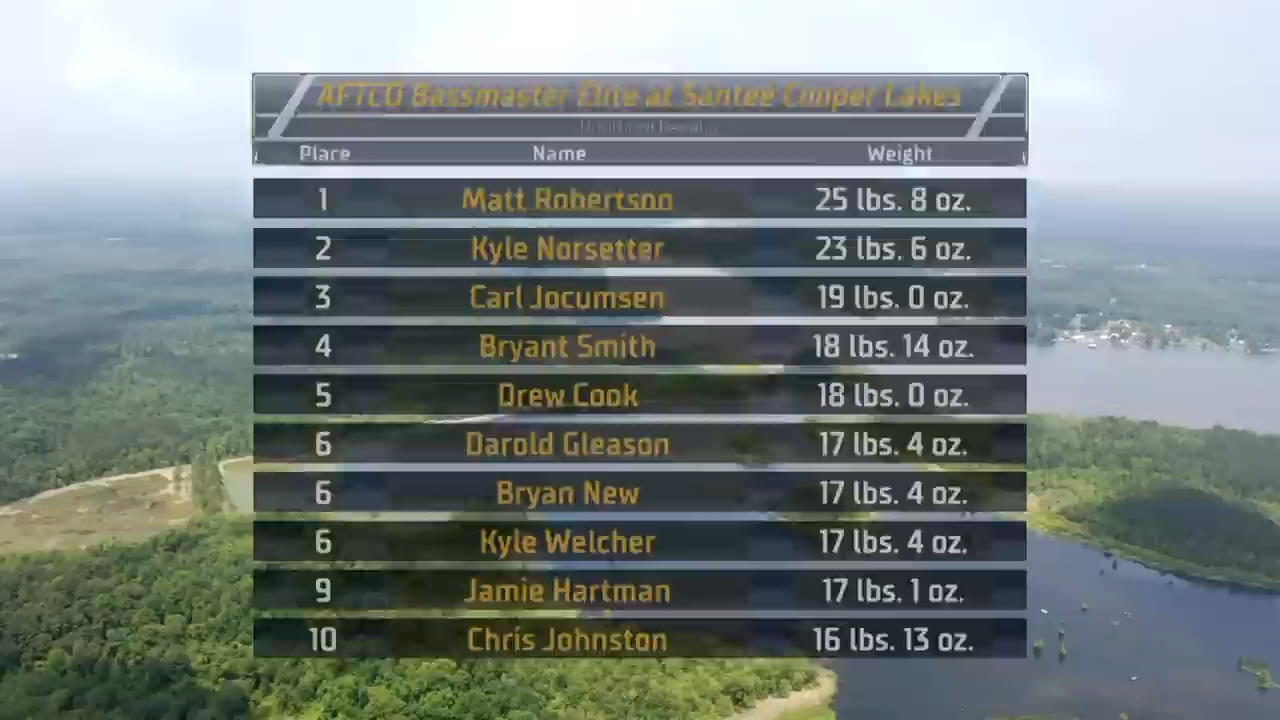 AFTCO Bassmaster Elite at Santee Cooper Lakes
Place Name Weight
1 Matt Robertson 25 lbs. 8 oz.
2 Kyle Norsetter 23 lbs. 6 oz.
3 Carl Jocumsen 19 lbs. 0 oz.
4 Bryant Smith 18 lbs. 14 oz.
5 Drew Cook 18 lbs. 0 oz.
6 Darold Gleason 17 lbs. 4 oz.
6 Bryan New 17 lbs. 4 oz.
6 Kyle Welcher 17 lbs. 4 oz.
9 Jamie Hartman 17 lbs. 1 oz.
10 Chris Johnston 16 lbs. 13 oz.